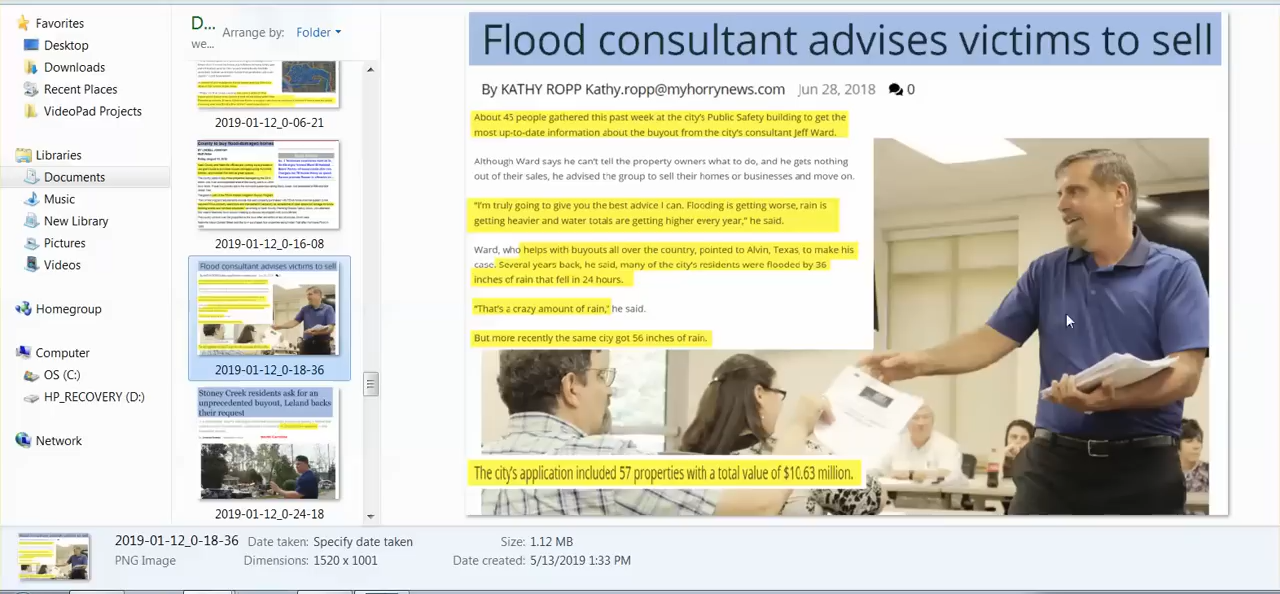 Favorites
Desktop
Downloads
Recent Places
VideoPad Projects
Libraries
Documents
Music
Photo Library
Pictures
Videos
Homegroup
Computer
OS (C:)
HP_RECOVERY (D:)
Network
D...
we...
Arrange by: Folder
2019-01-12_0-06-21
County to buy flood-damaged homes
2019-01-12_0-16-08
Flood consultant advises victims to sell
2019-01-12_0-18-36
Stoney Creek residents ask for an
unprecedented buyout, Leland backs
their request
2019-01-12_0-24-18
Flood consultant advises victims to sell
By KATHY ROPP Kathy.ropp@myhorrynews.com Jun 28, 2018 0
About 45 people gathered this past week at the city's Public Safety building to get the
most up-to-date information about the buyout from the city's consultant Jeff Ward.
Although Ward says he can't tell the property owners what to do and he gits nothing
out of their sales, he advised the group to sell their homes and businesses and move on.
"I'm truly going to give you the best advice I can. Flooding is getting worse, rain is
getting heavier and water totals are getting higher every year," he said.
Ward, who helps with buyouts all over the country, pointed to Alvin, Texas, to make his
case. Several years back, he said, many of the city's residents were flooded by 36
inches of rain that fell in 24 hours.
"That's a crazy amount of rain," he said.
But more recently the same city got 56 inches of rain.
The city's application included 57 properties with a total value of $10.63 million.
2019-01-12_0-18-36 Date taken: Specify date taken Size: 1.12 MB
PNG Image Dimensions: 1520 x 1001 Date created: 5/13/2019 1:33 PM